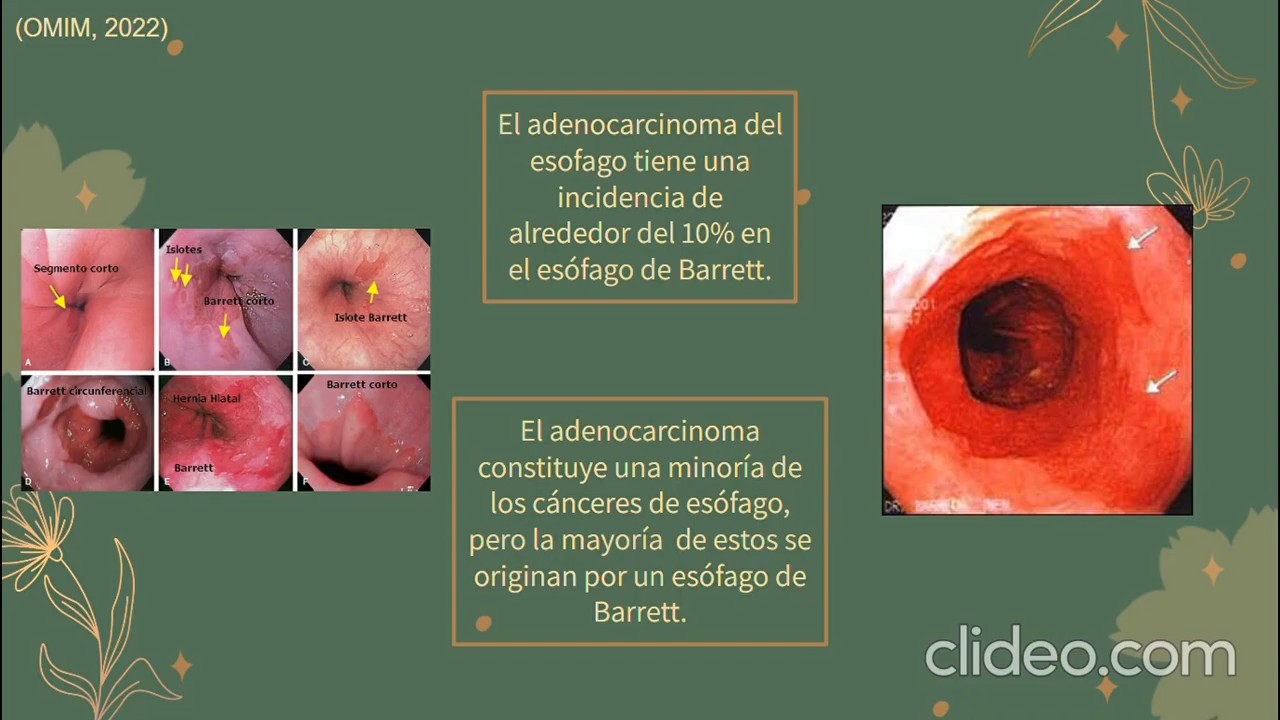 (OMIM, 2022)
El adenocarcinoma del
esofago tiene una
incidencia de
alrededor del 10% en
el esófago de Barrett.
Segmento corto
A
Islotes
Barrett corto
B
Islote Barrett
C
Barrett circunferencial
D
Hernia Hiatal
Barrett
E
Barrett corto
F
El adenocarcinoma
constituye una minoría de
los cánceres de esófago,
pero la mayoría de estos se
originan por un esófago de
Barrett.
clideo.com